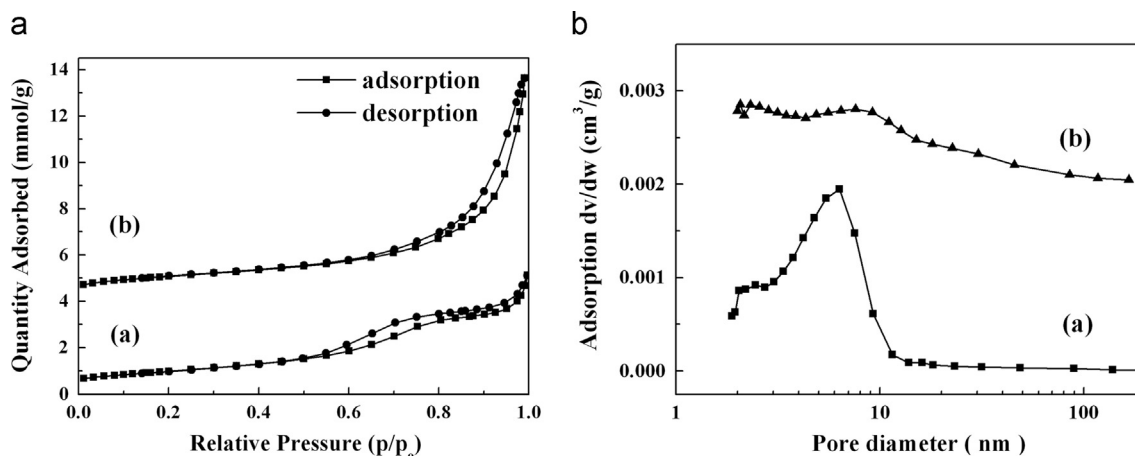 a
Quantity Adsorbed (mmol/g)
14
12
10
8
6
4
2
0
adsorption
desorption
(b)
(a)
0.0 0.2 0.4 0.6 0.8 1.0
Relative Pressure (p/p₀)
b
Adsorption dv/dw (cm³/g)
0.003
0.002
0.001
0.000
(b)
(a)
1 10 100
Pore diameter ( nm )